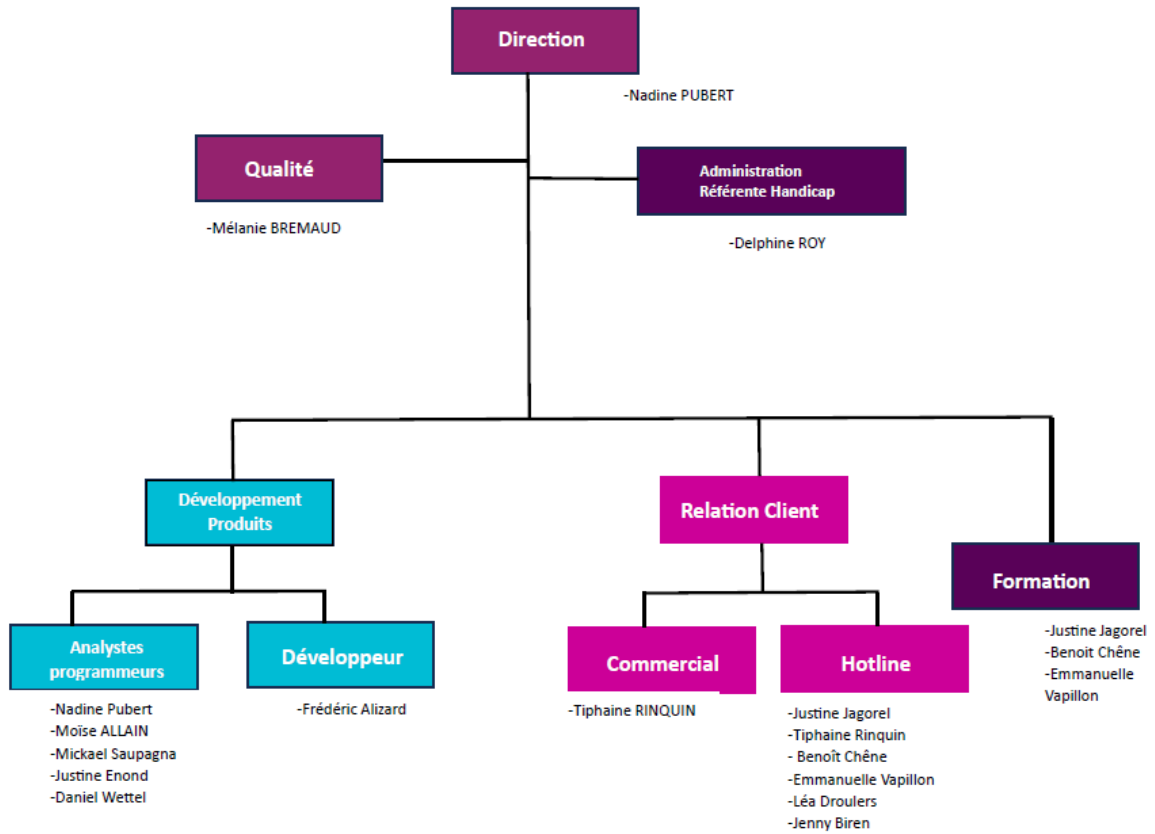 Direction
-Nadine PUBERT
Qualité
-Mélanie BREMAUD
Administration
Référente Handicap
-Delphine ROY
Développement
Produits
Relation Client
Formation
-Justine Jagorel
-Benoit Chêne
-Emmanuelle
Vapillon
Analystes
programmeurs
-Nadine Pubert
-Moïse ALLAIN
-Mickael Saupagna
-Justine Enond
-Daniel Wettel
Développeur
-Frédéric Alizard
Commercial
-Tiphaine RINQUIN
Hotline
-Justine Jagorel
-Tiphaine Rinquin
- Benoît Chêne
-Emmanuelle Vapillon
-Léa Droulers
-Jenny Biren